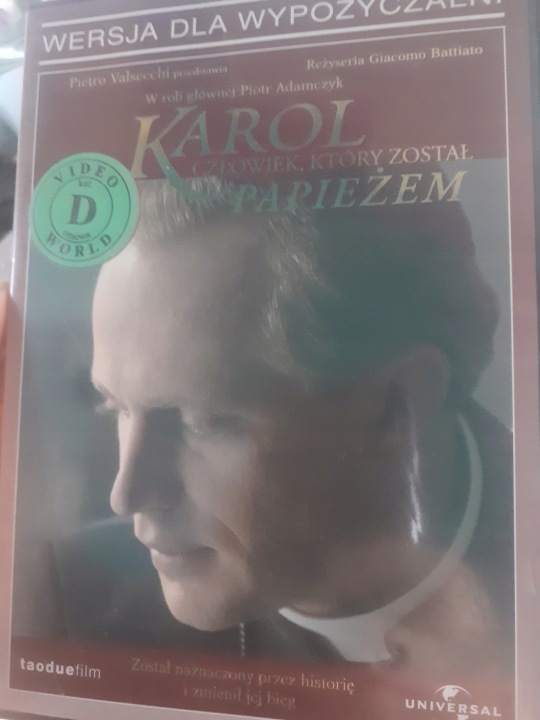 WERSJA DLA WYPOŻYCZALNI
Pietro Valsecchi przedstawia
Reżyseria Giacomo Battiato
W roli głównej Piotr Adamczyk
KAROL
CZŁOWIEK, KTÓRY ZOSTAŁ
PAPIEŻEM
VIDEO
kat
D
WORLD
taoduefilm
Został naznaczony przez historię
i zmienił jej bieg
UNIVERSAL